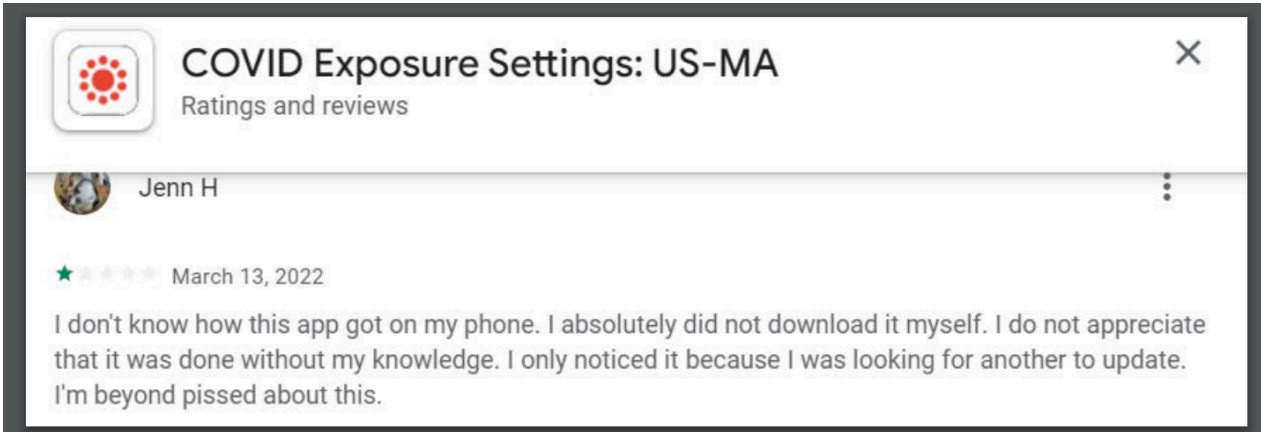 COVID Exposure Settings: US-MA
Ratings and reviews
Jenn H
March 13, 2022
I don't know how this app got on my phone. I absolutely did not download it myself. I do not appreciate
that it was done without my knowledge. I only noticed it because I was looking for another to update.
I'm beyond pissed about this.